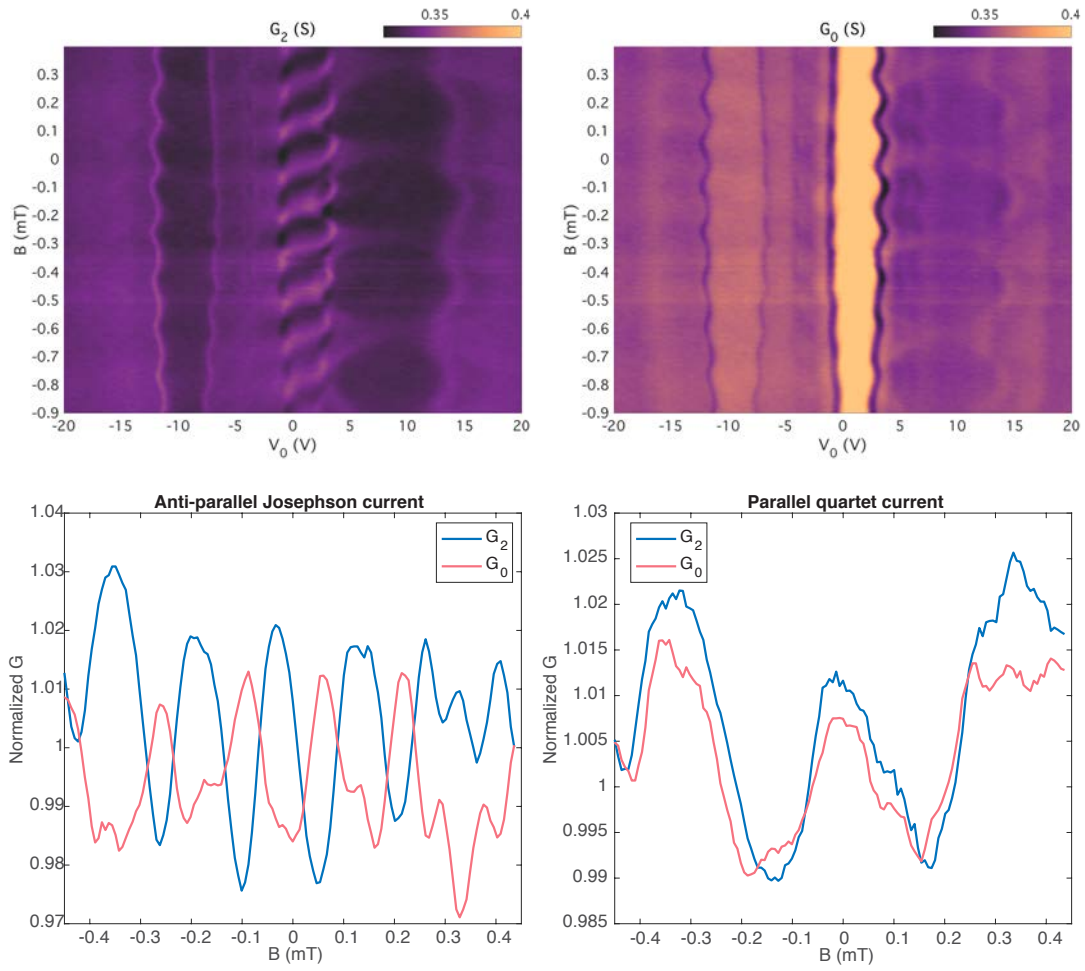 G2 (S)
0.35 0.4
0.3
0.2
0.1
0
-0.1
-0.2
-0.3
-0.4
-0.5
-0.6
-0.7
-0.8
-0.9
B (mT)
-20 -15 -10 -5 0 5 10 15 20
V0 (V)
G0 (S)
0.35 0.4
0.3
0.2
0.1
0
-0.1
-0.2
-0.3
-0.4
-0.5
-0.6
-0.7
-0.8
-0.9
B (mT)
-20 -15 -10 -5 0 5 10 15 20
V0 (V)
Anti-parallel Josephson current
1.04
1.03
1.02
1.01
1
0.99
0.98
0.97
Normalized G
G2
G0
-0.4 -0.3 -0.2 -0.1 0 0.1 0.2 0.3 0.4
B (mT)
Parallel quartet current
1.03
1.025
1.02
1.015
1.01
1.005
1
0.995
0.99
0.985
Normalized G
G2
G0
-0.4 -0.3 -0.2 -0.1 0 0.1 0.2 0.3 0.4
B (mT)